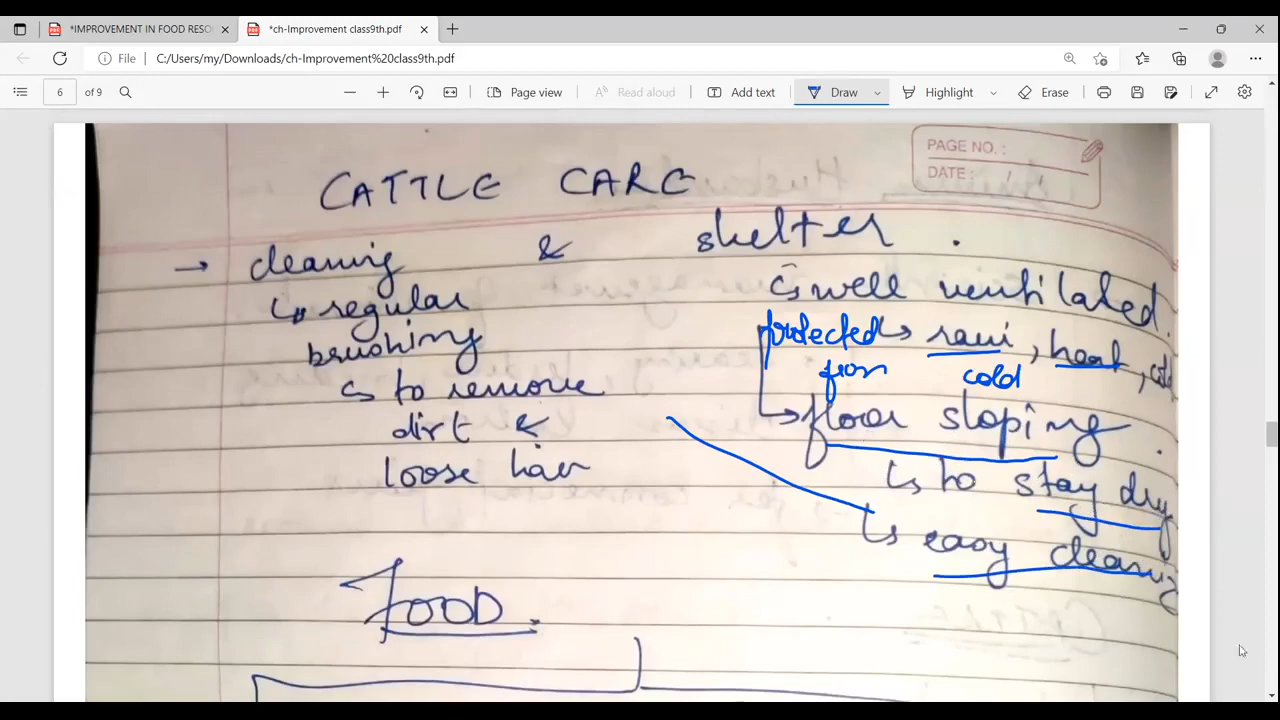 *IMPROVEMENT IN FOOD RESO
*ch-Improvement class9th.pdf
File C:/Users/my/Downloads/ch-Improvement%20class9th.pdf
6 of 9 Page view Read aloud Add text Draw Highlight Erase
PAGE NO. :
DATE : / /
CATTLE CARE
→ cleaning & shelter .
↳ regular
brushing
↳ to remove
dirt &
loose hair
↳ well ventilated.
protected ↳ rain, heat, cold
from cold
↳ floor sloping .
↳ to stay dry
↳ easy cleaning
FOOD .